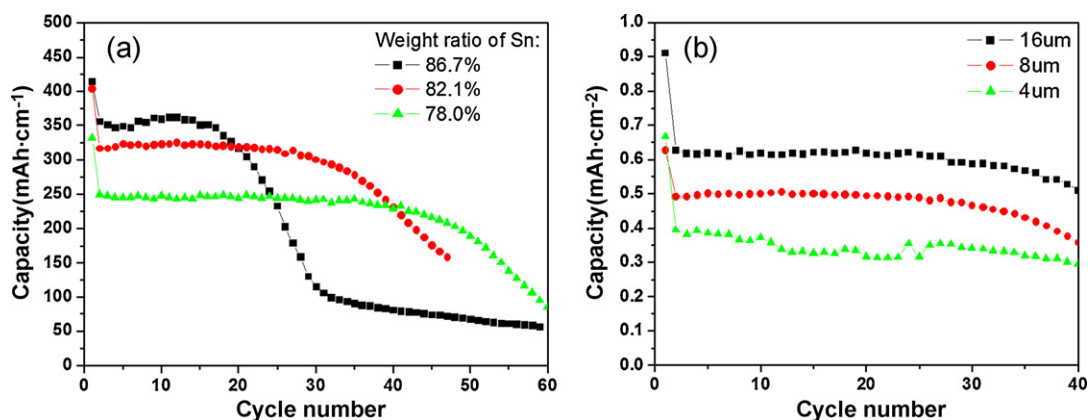 (a)
Weight ratio of Sn:
86.7%
82.1%
78.0%
Capacity(mAh·cm⁻¹)
500
450
400
350
300
250
200
150
100
50
0
0 10 20 30 40 50 60
Cycle number
(b)
16um
8um
4um
Capacity(mAh·cm⁻²)
1.0
0.9
0.8
0.7
0.6
0.5
0.4
0.3
0.2
0.1
0.0
0 10 20 30 40
Cycle number